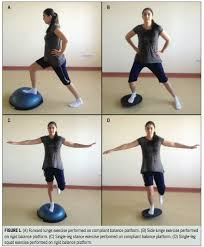 A
B
C
D
FIGURE 1. (A) Forward lunge exercise performed on compliant balance platform. (B) Side lunge exercise performed
on rigid balance platform. (C) Single-leg stance exercise performed on compliant balance platform. (D) Single-leg
squat exercise performed on rigid balance platform.